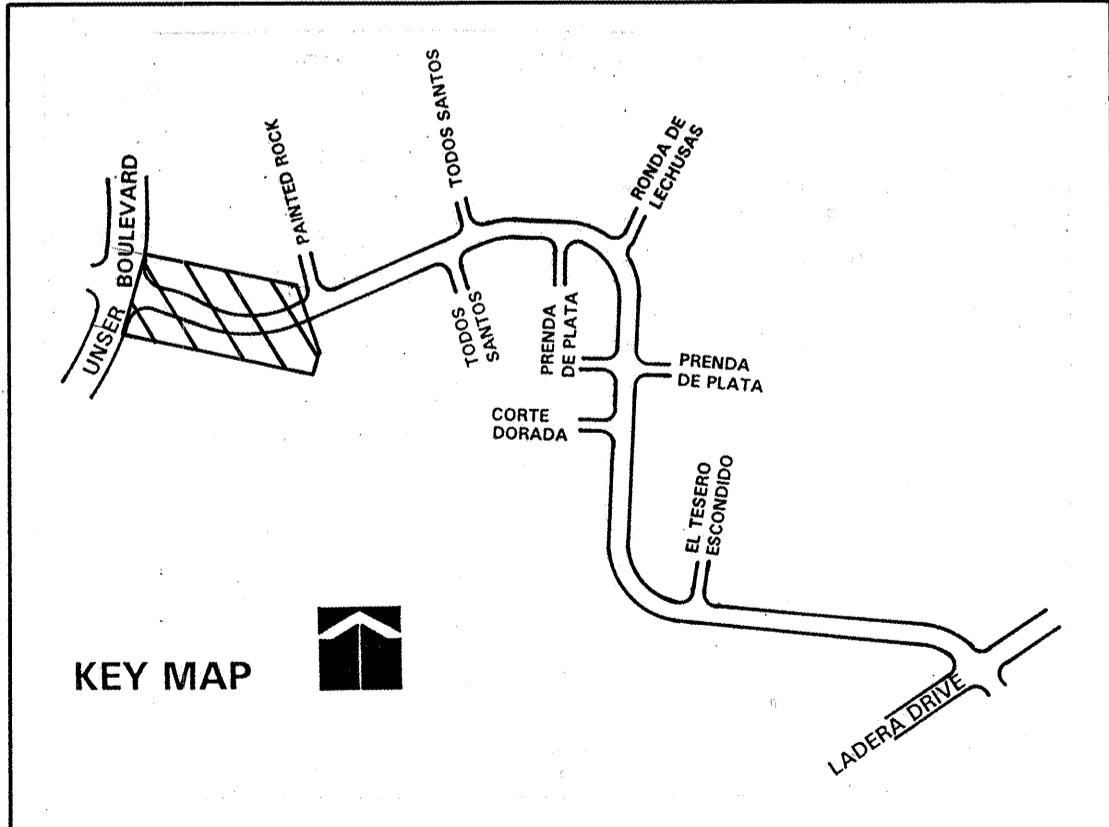 UNSER BOULEVARD
PAINTED ROCK
TODOS SANTOS
TODOS
SANTOS
RONDA DE
LECHUSAS
PRENDA
DE PLATA
PRENDA
DE PLATA
CORTE
DORADA
EL TESERO
ESCONDIDO
LADERA DRIVE
KEY MAP